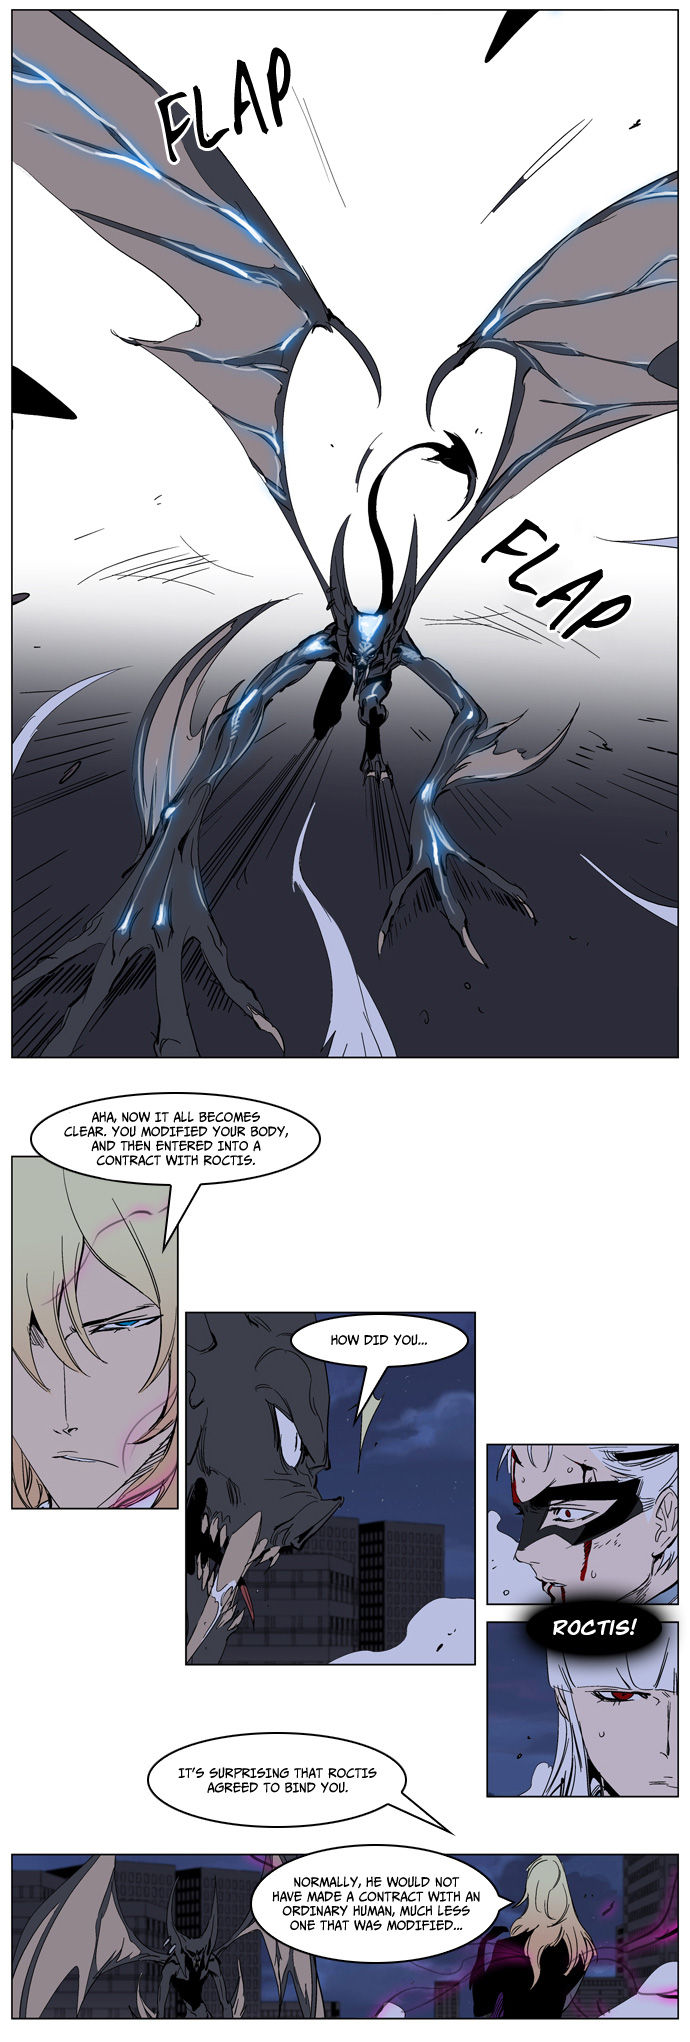 FLAP
FLAP
AHA, NOW IT ALL BECOMES
CLEAR. YOU MODIFIED YOUR BODY,
AND THEN ENTERED INTO A
CONTRACT WITH ROCTIS.
HOW DID YOU...
ROCTIS!
IT'S SURPRISING THAT ROCTIS
AGREED TO BIND YOU.
NORMALLY, HE WOULD NOT
HAVE MADE A CONTRACT WITH AN
ORDINARY HUMAN, MUCH LESS
ONE THAT WAS MODIFIED...